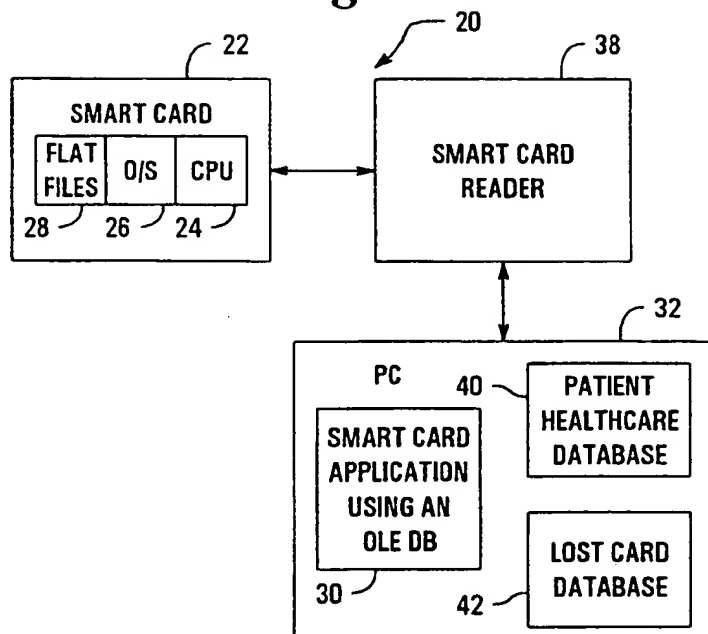 g
20
22
38
SMART CARD
FLAT
FILES
O/S
CPU
28
26
24
SMART CARD
READER
32
PC
40
PATIENT
HEALTHCARE
DATABASE
SMART CARD
APPLICATION
USING AN
OLE DB
30
LOST CARD
DATABASE
42